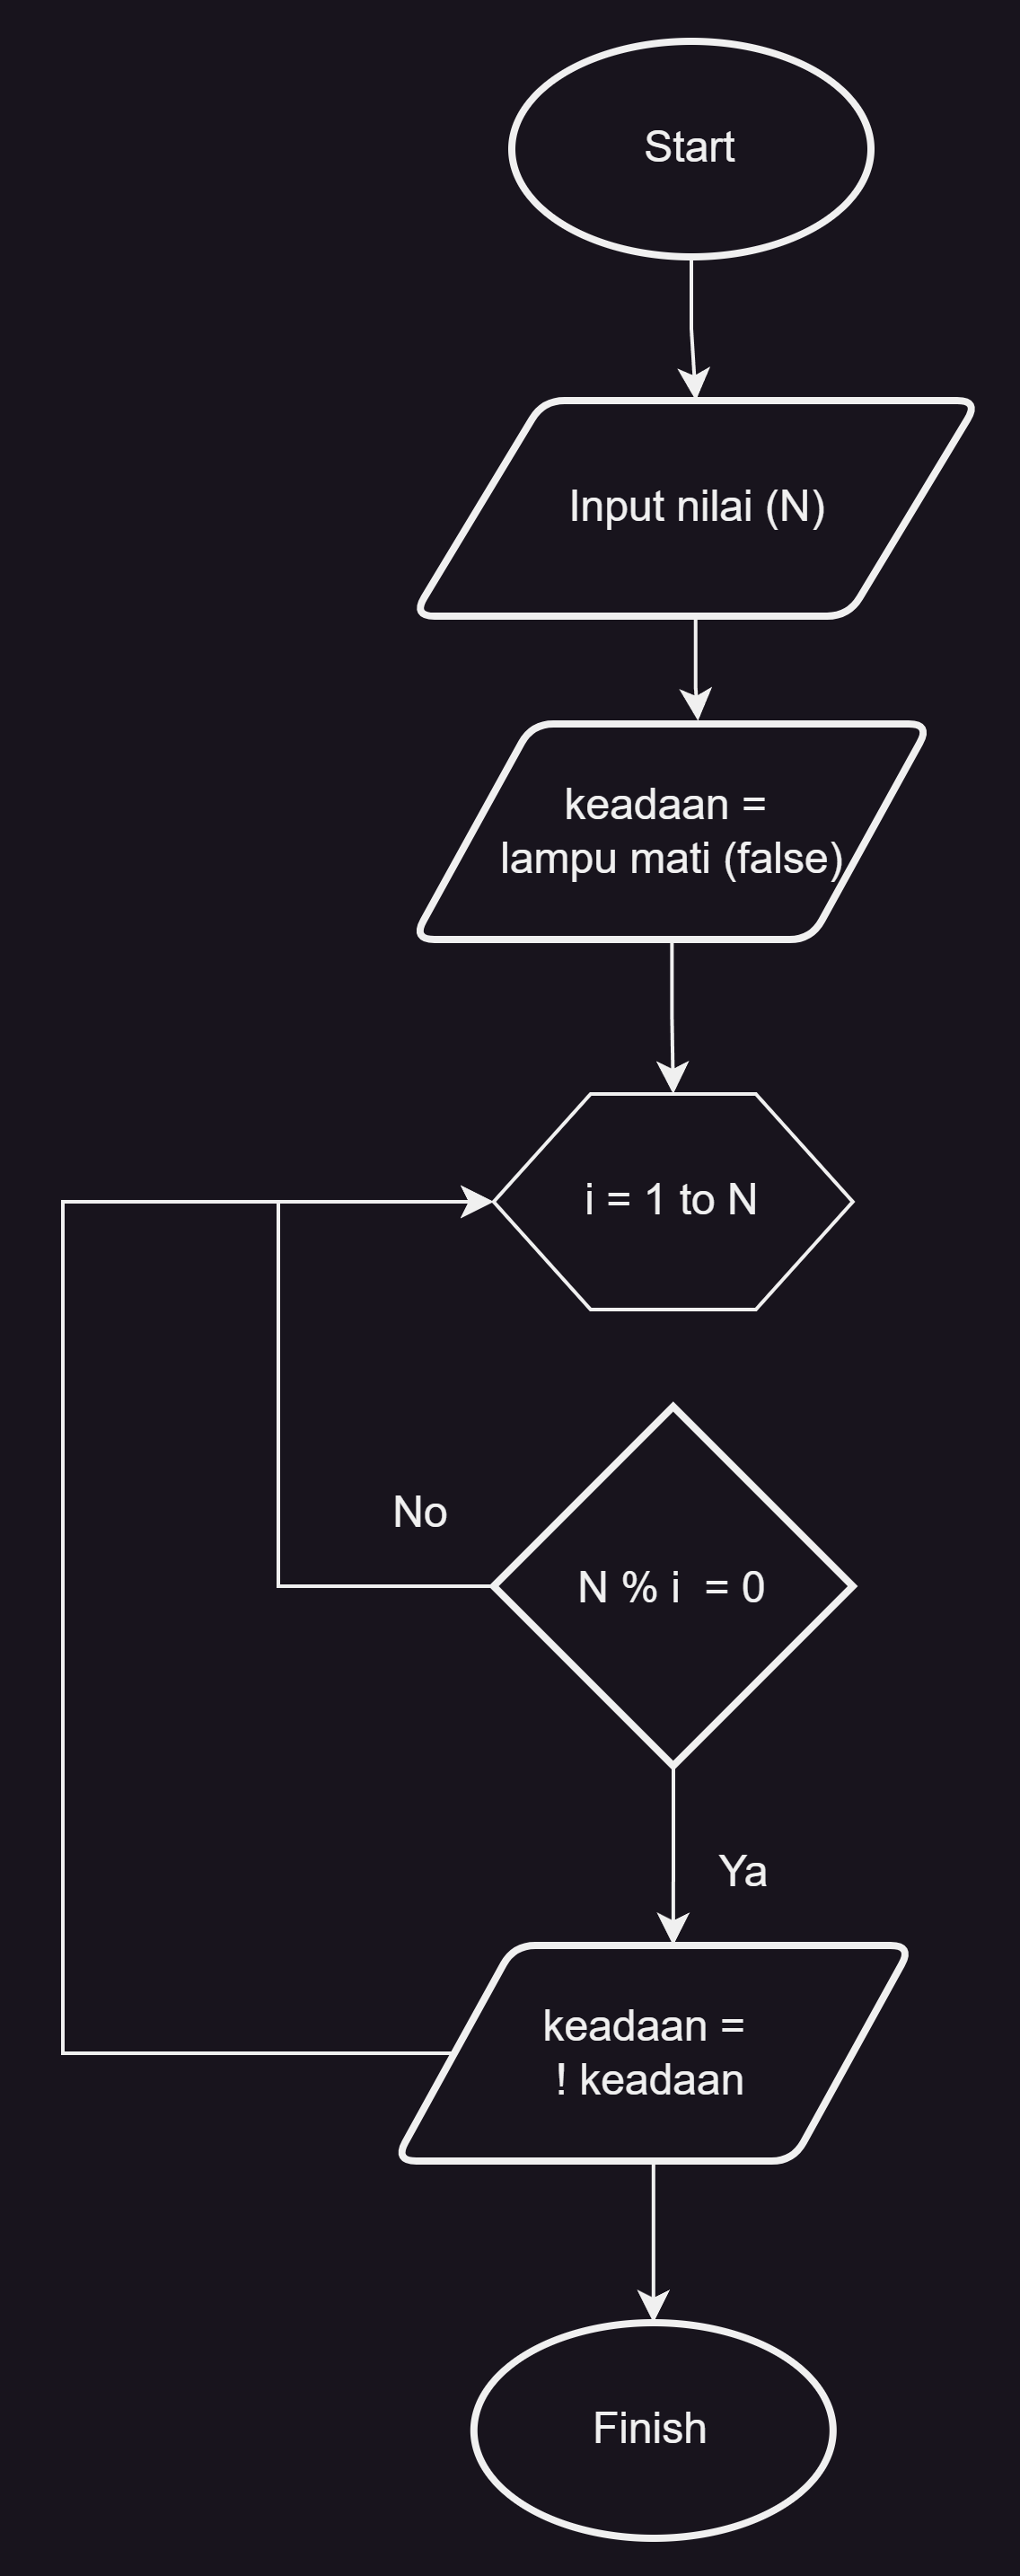 Start
Input nilai (N)
keadaan =
lampu mati (false)
i = 1 to N
No
N % i  = 0
Ya
keadaan =
! keadaan
Finish